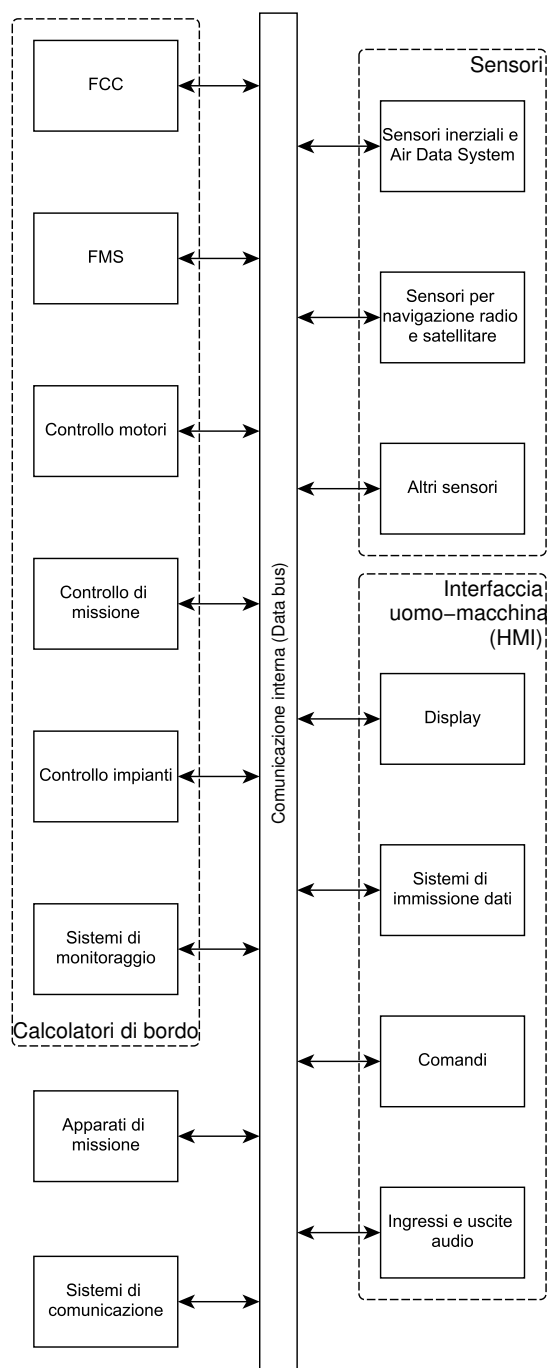 FCC
FMS
Controllo motori
Controllo di
missione
Controllo impianti
Sistemi di
monitoraggio
Calcolatori di bordo
Apparati di
missione
Sistemi di
comunicazione
Comunicazione interna (Data bus)
Sensori
Sensori inerziali e
Air Data System
Sensori per
navigazione radio
e satellitare
Altri sensori
Interfaccia
uomo−macchina
(HMI)
Display
Sistemi di
immissione dati
Comandi
Ingressi e uscite
audio